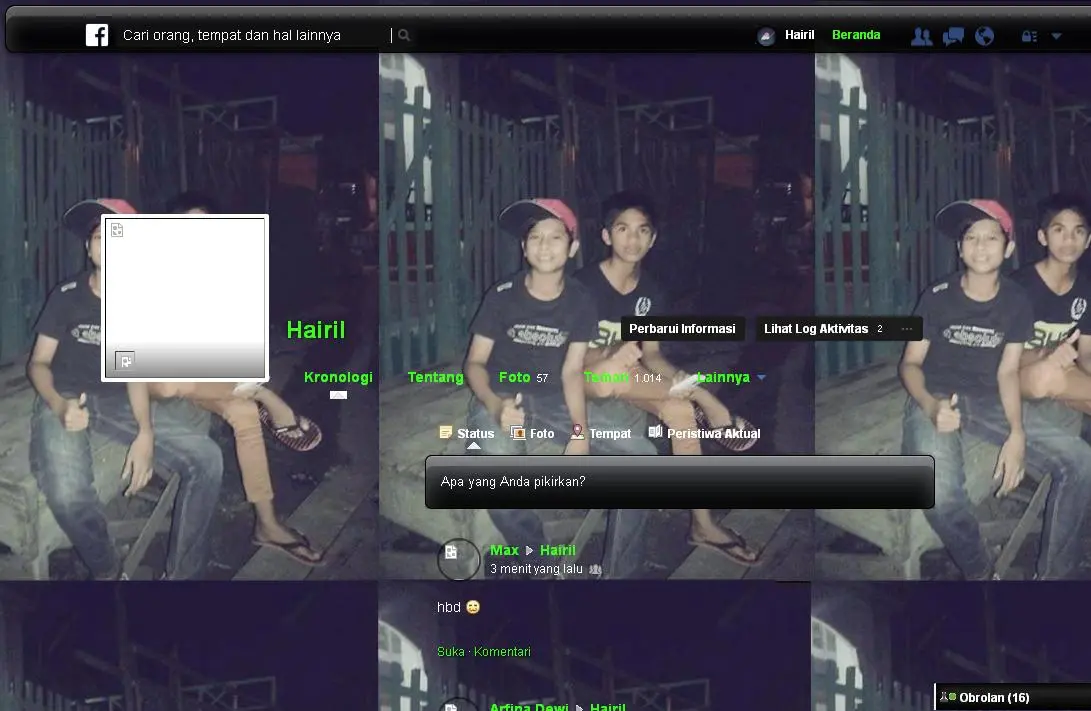 Cari orang, tempat dan hal lainnya
Hairil Beranda
Hairil
Perbarui Informasi Lihat Log Aktivitas 2 ...
Kronologi Tentang Foto 57 Teman 1.014 Lainnya
Status Foto Tempat Peristiwa Aktual
Apa yang Anda pikirkan?
Max Hairil
3 menit yang lalu
hbd
Suka · Komentari
Arfina Dewi Hairil
Obrolan (16)